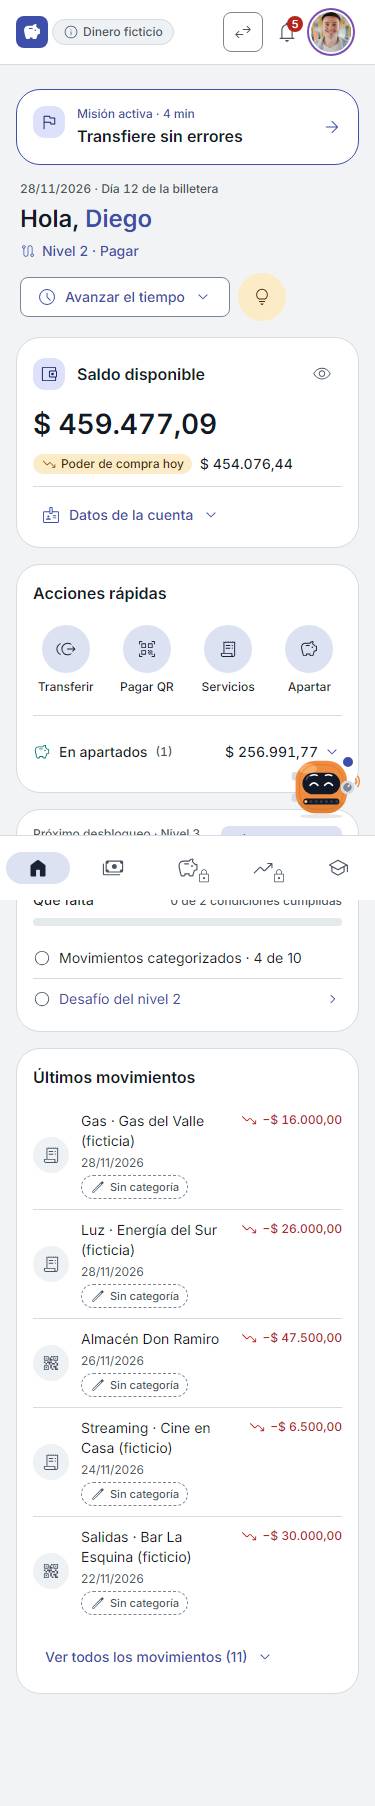 Dinero ficticio
5
Misión activa · 4 min
Transfiere sin errores
28/11/2026 · Día 12 de la billetera
Hola, Diego
Nivel 2 · Pagar
Avanzar el tiempo
Saldo disponible
$ 459.477,09
Poder de compra hoy $ 454.076,44
Datos de la cuenta
Acciones rápidas
Transferir Pagar QR Servicios Apartar
En apartados (1) $ 256.991,77
Próximo desbloqueo · Nivel 3
Qué falta 0 de 2 condiciones cumplidas
Movimientos categorizados · 4 de 10
Desafío del nivel 2
Últimos movimientos
Gas · Gas del Valle (ficticia) −$ 16.000,00
28/11/2026
Sin categoría
Luz · Energía del Sur (ficticia) −$ 26.000,00
28/11/2026
Sin categoría
Almacén Don Ramiro −$ 47.500,00
26/11/2026
Sin categoría
Streaming · Cine en Casa (ficticio) −$ 6.500,00
24/11/2026
Sin categoría
Salidas · Bar La Esquina (ficticio) −$ 30.000,00
22/11/2026
Sin categoría
Ver todos los movimientos (11)